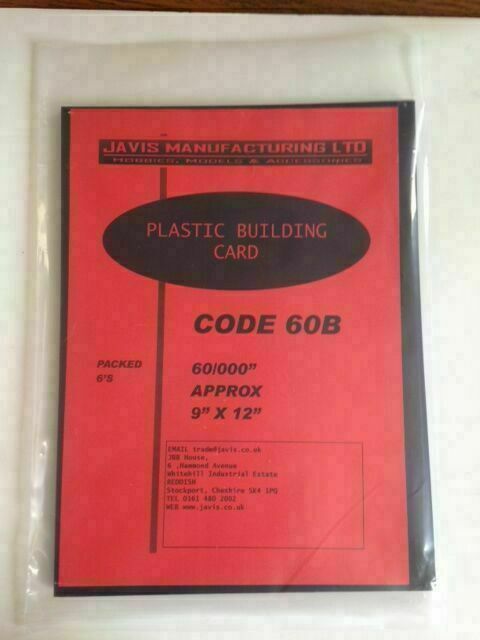 JAVIS MANUFACTURING LTD
HOBBIES, MODELS & ACCESSORIES
PLASTIC BUILDING
CARD
CODE 60B
PACKED
6'S
60/000"
APPROX
9" X 12"
EMAIL trade@javis.co.uk
JBB House,
6 ,Hammond Avenue
Whitehill Industrial Estate
REDDISH
Stockport, Cheshire SK4 1PQ
TEL 0161 480 2002
WEB www.javis.co.uk